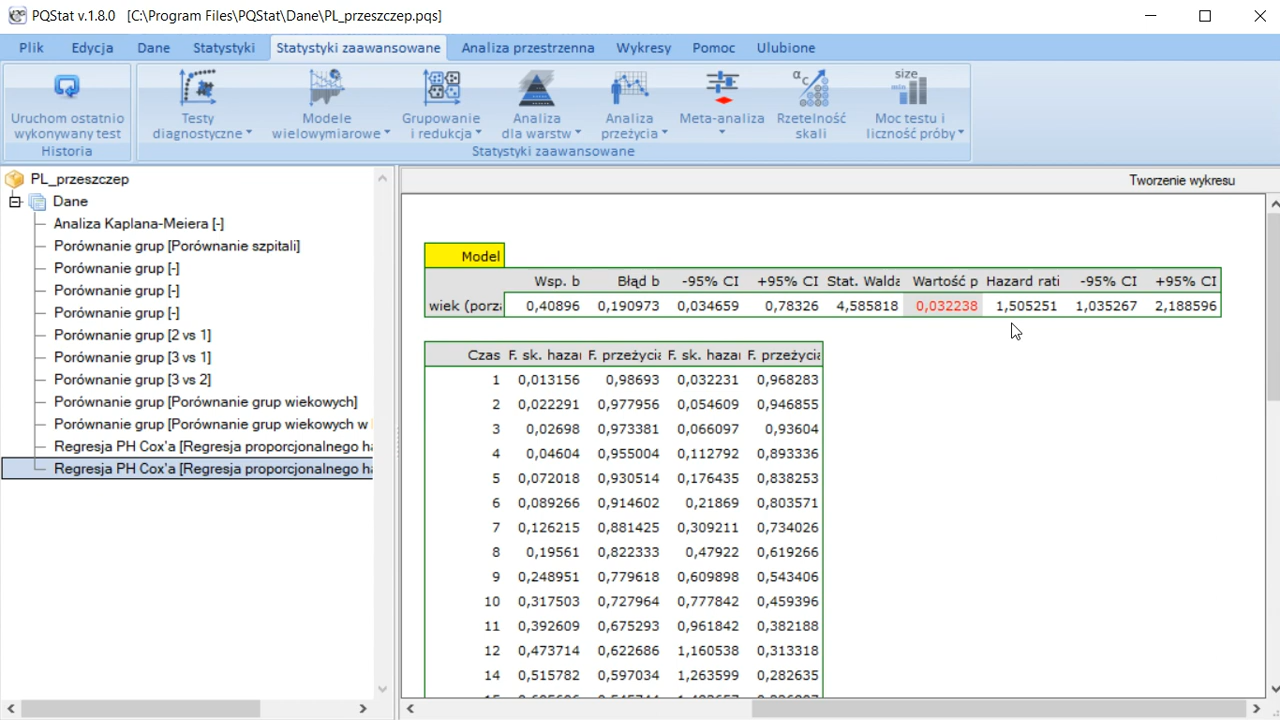 PQStat v.1.8.0 [C:\Program Files\PQStat\Dane\PL_przeszczep.pqs]
Plik Edycja Dane Statystyki Statystyki zaawansowane Analiza przestrzenna Wykresy Pomoc Ulubione
Uruchom ostatnio wykonywany test
Historia
Testy diagnostyczne
Modele wielowymiarowe
Grupowanie i redukcja
Analiza dla warstw
Analiza przeżycia
Meta-analiza
αc
Rzetelność skali
size
min
Moc testu i liczność próby
Statystyki zaawansowane
PL_przeszczep
Dane
Analiza Kaplana-Meiera [-]
Porównanie grup [Porównanie szpitali]
Porównanie grup [-]
Porównanie grup [-]
Porównanie grup [-]
Porównanie grup [2 vs 1]
Porównanie grup [3 vs 1]
Porównanie grup [3 vs 2]
Porównanie grup [Porównanie grup wiekowych]
Porównanie grup [Porównanie grup wiekowych w
Regresja PH Cox'a [Regresja proporcjonalnego ha
Regresja PH Cox'a [Regresja proporcjonalnego ha
Tworzenie wykresu
Model
Wsp. b Błąd b -95% CI +95% CI Stat. Walda Wartość p Hazard rati -95% CI +95% CI
wiek (porzą 0,40896 0,190973 0,034659 0,78326 4,585818 0,032238 1,505251 1,035267 2,188596
Czas F. sk. hazar F. przeżycia F. sk. hazar F. przeżycia
1 0,013156 0,98693 0,032231 0,968283
2 0,022291 0,977956 0,054609 0,946855
3 0,02698 0,973381 0,066097 0,93604
4 0,04604 0,955004 0,112792 0,893336
5 0,072018 0,930514 0,176435 0,838253
6 0,089266 0,914602 0,21869 0,803571
7 0,126215 0,881425 0,309211 0,734026
8 0,19561 0,822333 0,47922 0,619266
9 0,248951 0,779618 0,609898 0,543406
10 0,317503 0,727964 0,777842 0,459396
11 0,392609 0,675293 0,961842 0,382188
12 0,473714 0,622686 1,160538 0,313318
14 0,515782 0,597034 1,263599 0,282635